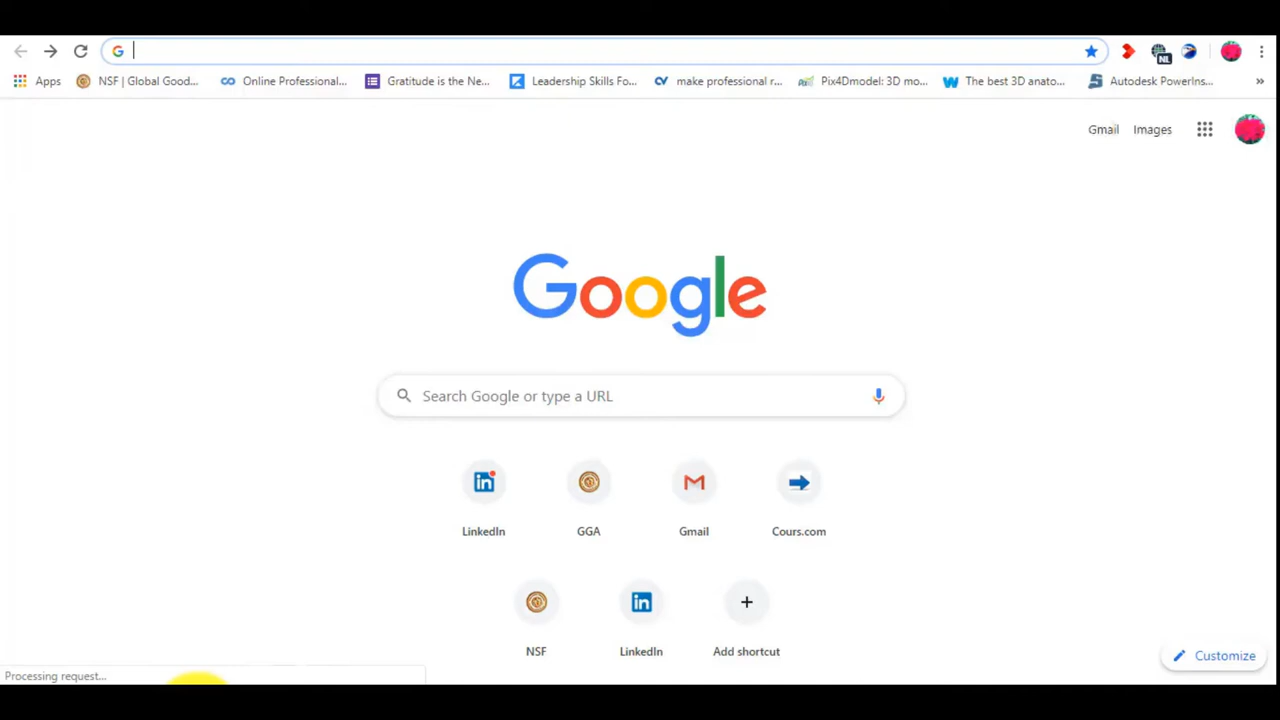 NL
Apps NSF | Global Good... Online Professional... Gratitude is the Ne... Leadership Skills Fo... make professional r... Pix4Dmodel: 3D mo... The best 3D anato... Autodesk PowerIns... »
Gmail Images
Google
Search Google or type a URL
LinkedIn GGA Gmail Cours.com
NSF LinkedIn Add shortcut
Customize
Processing request...